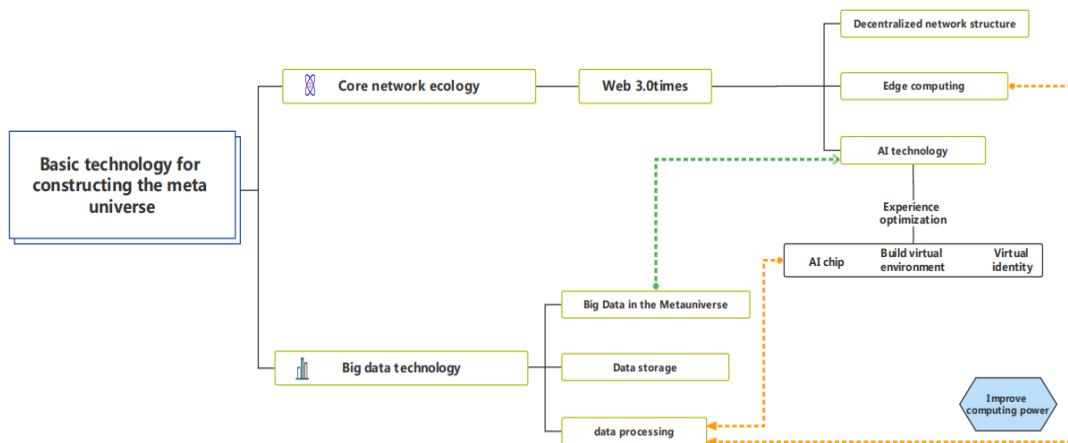 Decentralized network structure
Core network ecology
Web 3.0times
Edge computing
Basic technology for
constructing the meta
universe
AI technology
Experience
optimization
AI chip
Build virtual
environment
Virtual
identity
Big Data in the Metauniverse
Big data technology
Data storage
Improve
computing power
data processing